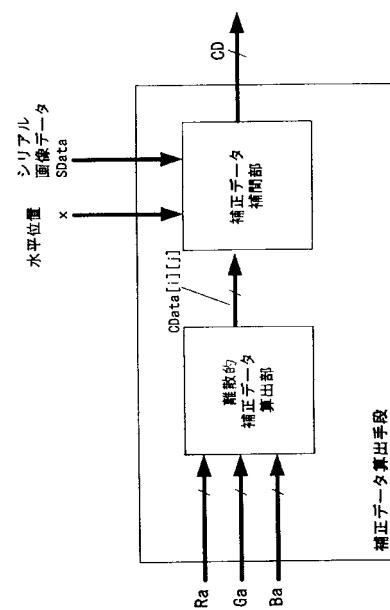 シリアル
画像データ
SData
水平位置
x
CD
補正データ
補間部
CData[i][j]
離散的
補正データ
算出部
Ra
Ga
Ba
補正データ算出手段